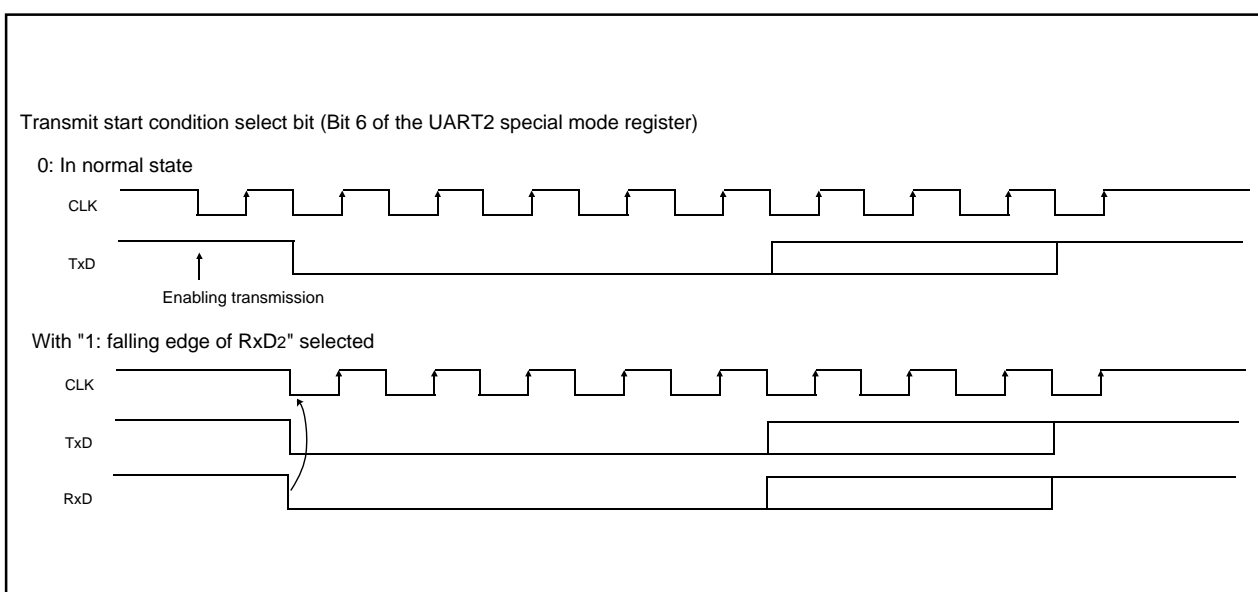 Transmit start condition select bit (Bit 6 of the UART2 special mode register)
0: In normal state
CLK
TxD
Enabling transmission
With "1: falling edge of RxD2" selected
CLK
TxD
RxD